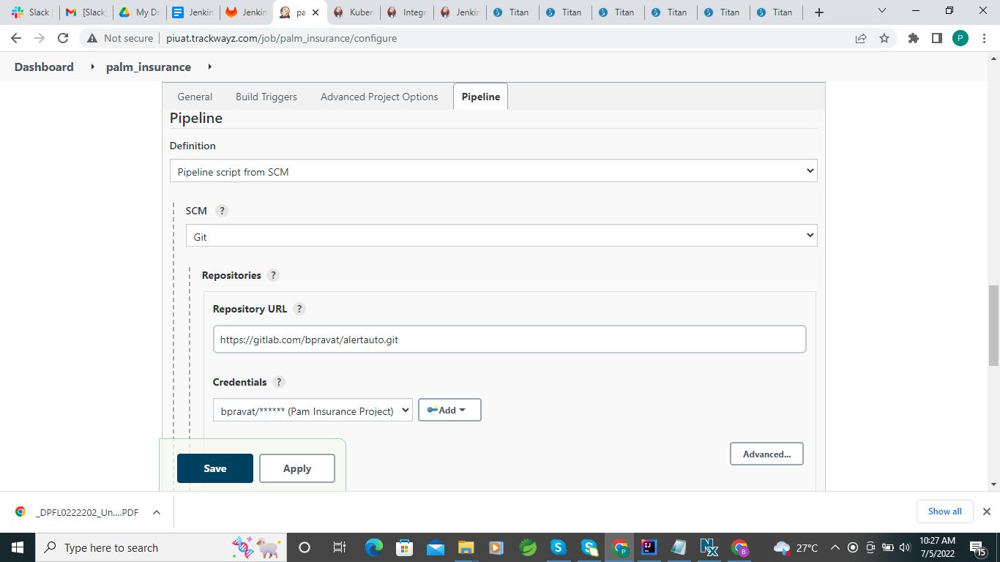 Slack
[Slack]
My Dr
Jenkin
Jenkin
pa
Kuber
Integr
Jenkin
Titan
Titan
Titan
Titan
Titan
Titan
Not secure
piuat.trackwayz.com/job/palm_insurance/configure
P
Dashboard
palm_insurance
General
Build Triggers
Advanced Project Options
Pipeline
Pipeline
Definition
Pipeline script from SCM
SCM ?
Git
Repositories ?
Repository URL ?
https://gitlab.com/bpravat/alertauto.git
Credentials ?
bpravat/****** (Pam Insurance Project)
Add
Advanced...
Save
Apply
_DPFL0222202_Un....PDF
Show all
Type here to search
27°C
10:27 AM
7/5/2022
15